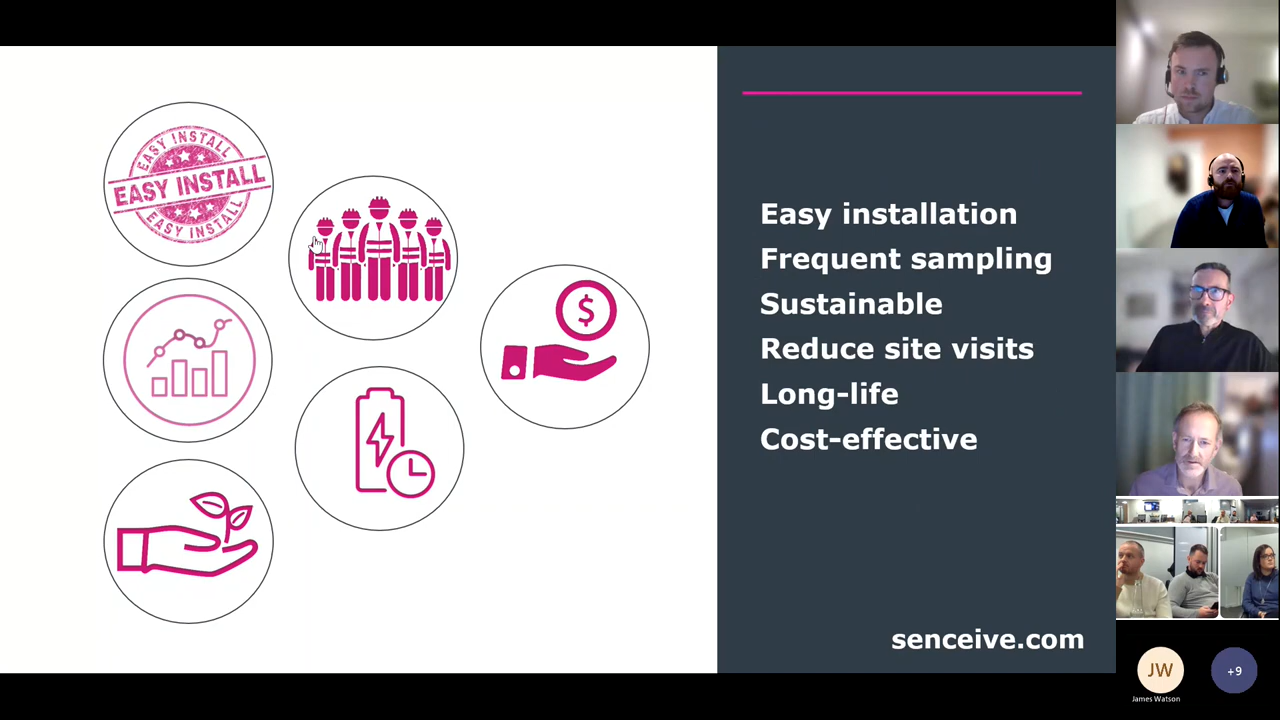 EASY INSTALL
EASY INSTALL
EASY INSTALL
$
Easy installation
Frequent sampling
Sustainable
Reduce site visits
Long-life
Cost-effective
senceive.com
JW
+9
James Watson